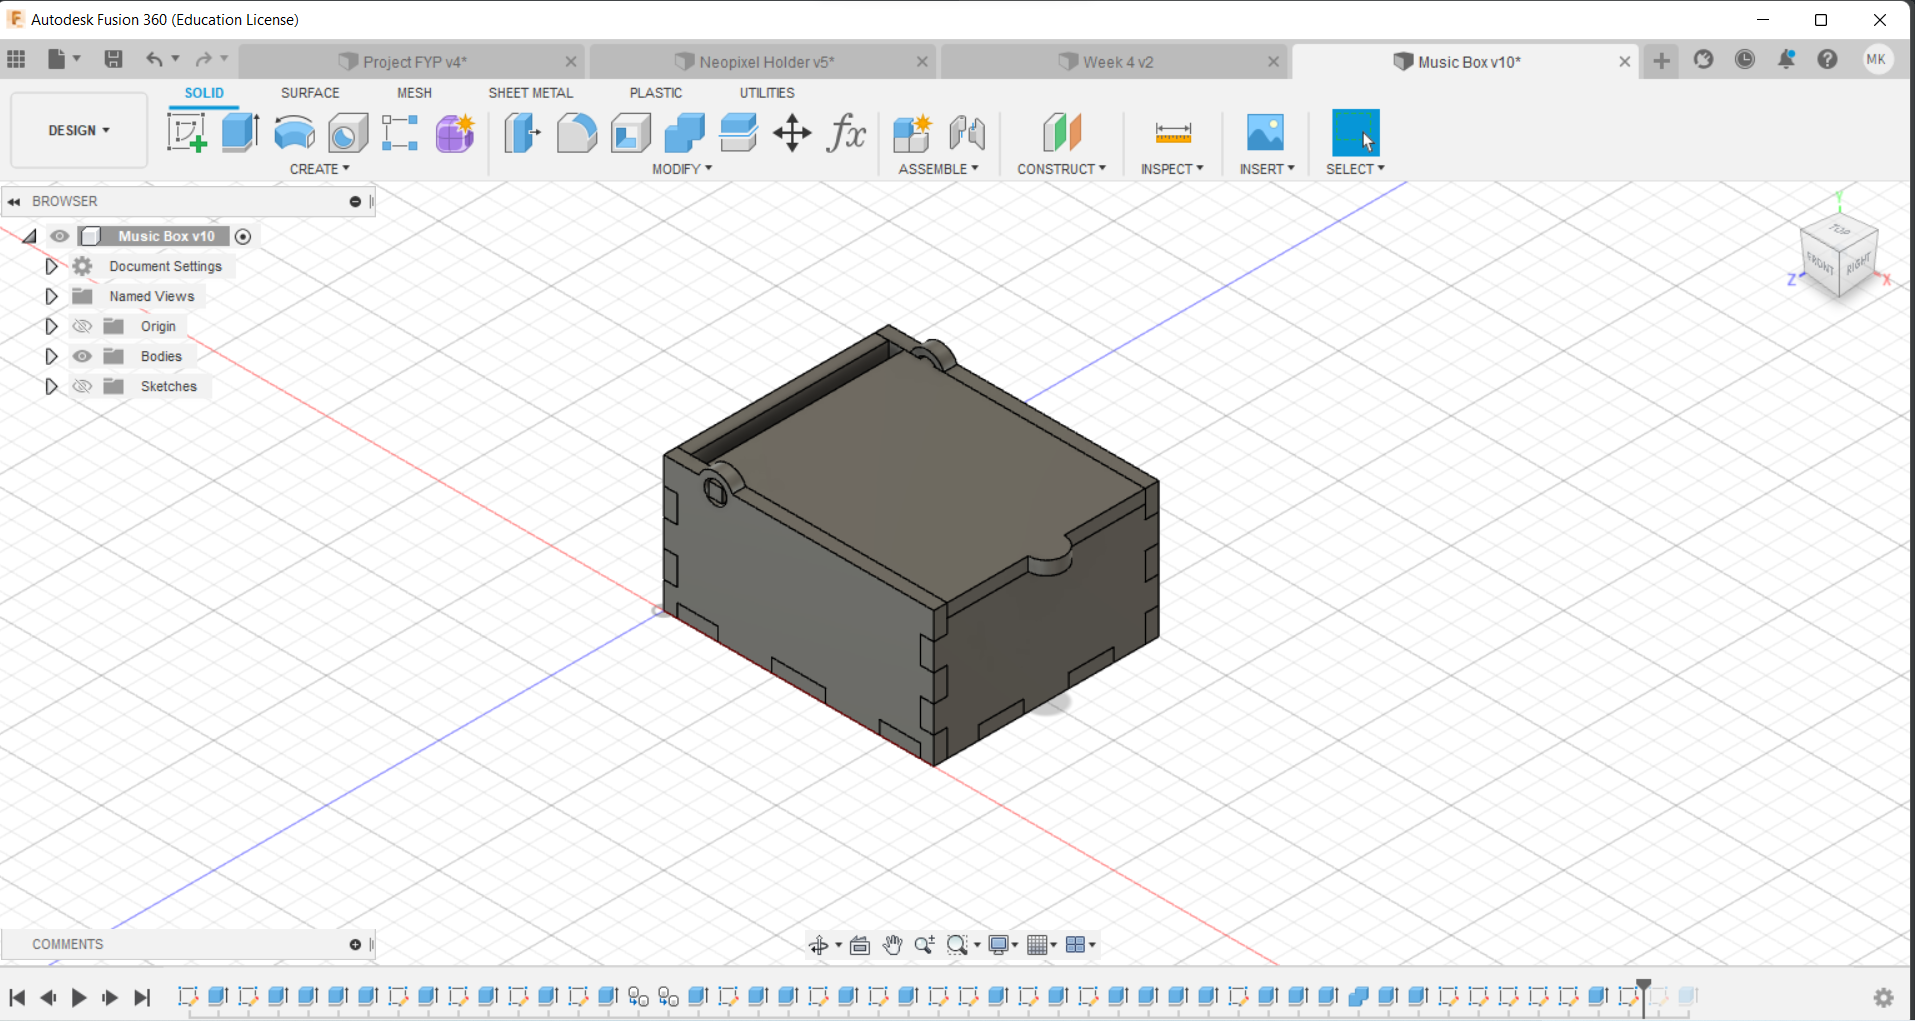 Autodesk Fusion 360 (Education License)
Project FYP v4*
Neopixel Holder v5*
Week 4 v2
Music Box v10*
MK
SOLID
SURFACE
MESH
SHEET METAL
PLASTIC
UTILITIES
DESIGN
fx
CREATE
MODIFY
ASSEMBLE
CONSTRUCT
INSPECT
INSERT
SELECT
BROWSER
Music Box v10
Document Settings
Named Views
Origin
Bodies
Sketches
Y
TOP
FRONT
RIGHT
Z
X
COMMENTS